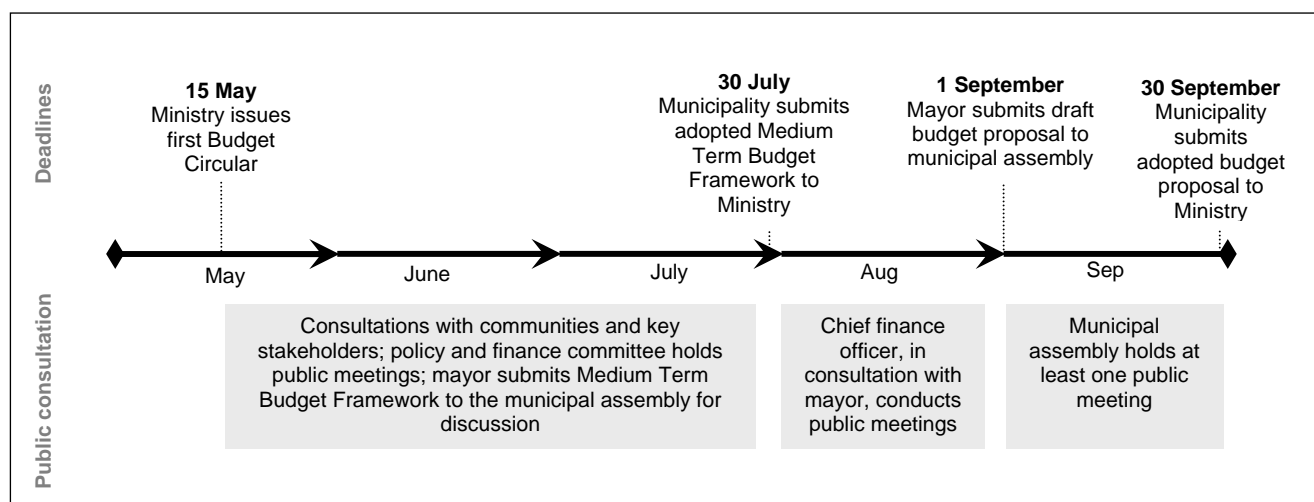 Deadlines
15 May
Ministry issues
first Budget
Circular
30 July
Municipality submits
adopted Medium
Term Budget
Framework to
Ministry
1 September
Mayor submits draft
budget proposal to
municipal assembly
30 September
Municipality
submits
adopted budget
proposal to
Ministry
May
June
July
Aug
Sep
Public consultation
Consultations with communities and key
stakeholders; policy and finance committee holds
public meetings; mayor submits Medium Term
Budget Framework to the municipal assembly for
discussion
Chief finance
officer, in
consultation with
mayor, conducts
public meetings
Municipal
assembly holds at
least one public
meeting